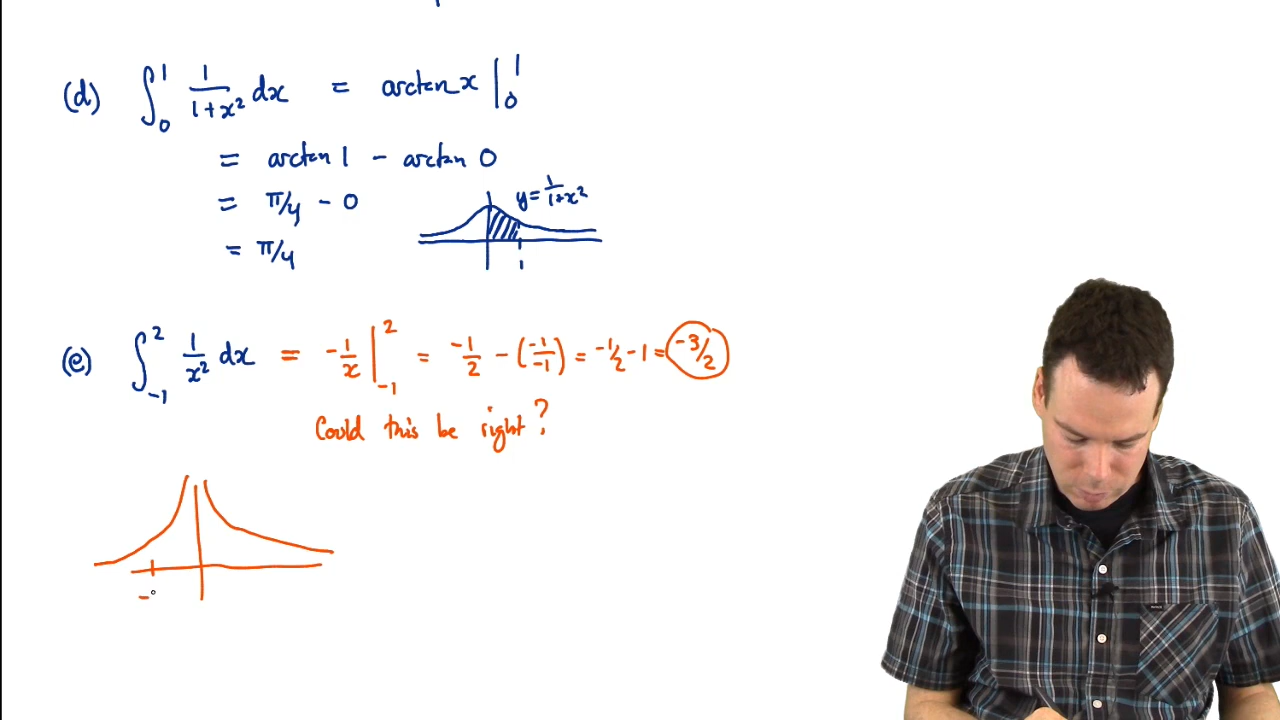 (d) ∫₀¹ 1/(1+x²) dx = arctan x |₀¹
= arctan 1 − arctan 0
= π/4 − 0
y = 1/(1+x²)
= π/4
1
(e) ∫₋₁² 1/x² dx = -1/x |₋₁² = -1/2 − (-1/-1) = -1/2 - 1 = -3/2
Could this be right?